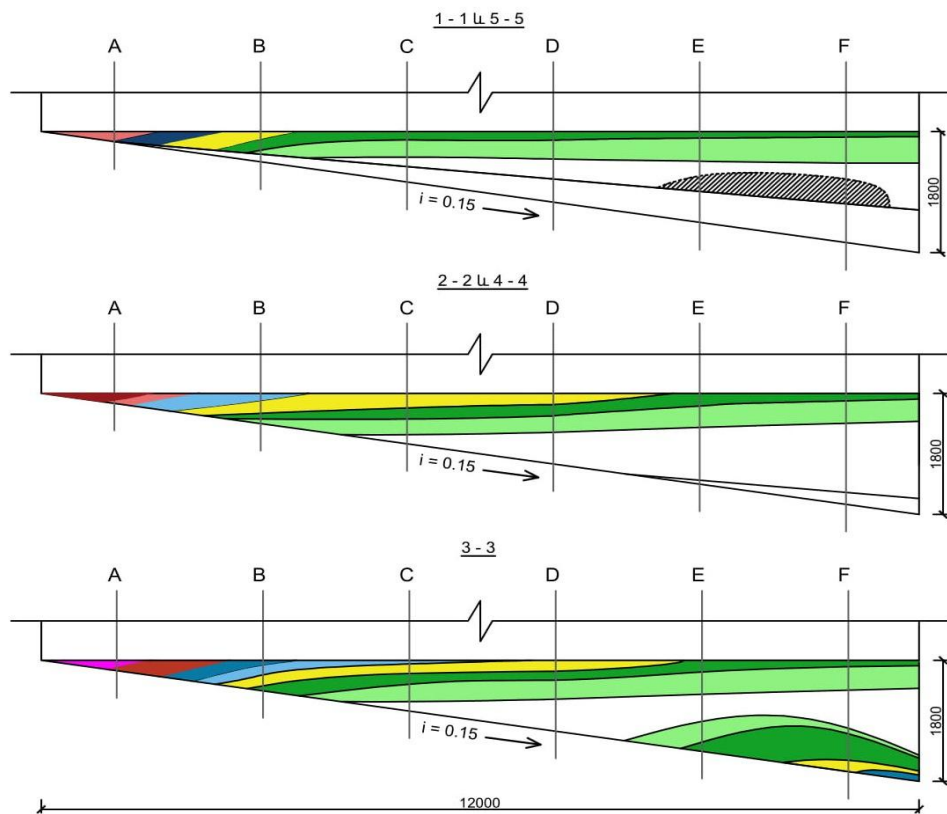 1 - 1 և 5 - 5
A B C D E F
i = 0.15
1800
2 - 2 և 4 - 4
A B C D E F
i = 0.15
1800
3 - 3
A B C D E F
i = 0.15
1800
12000